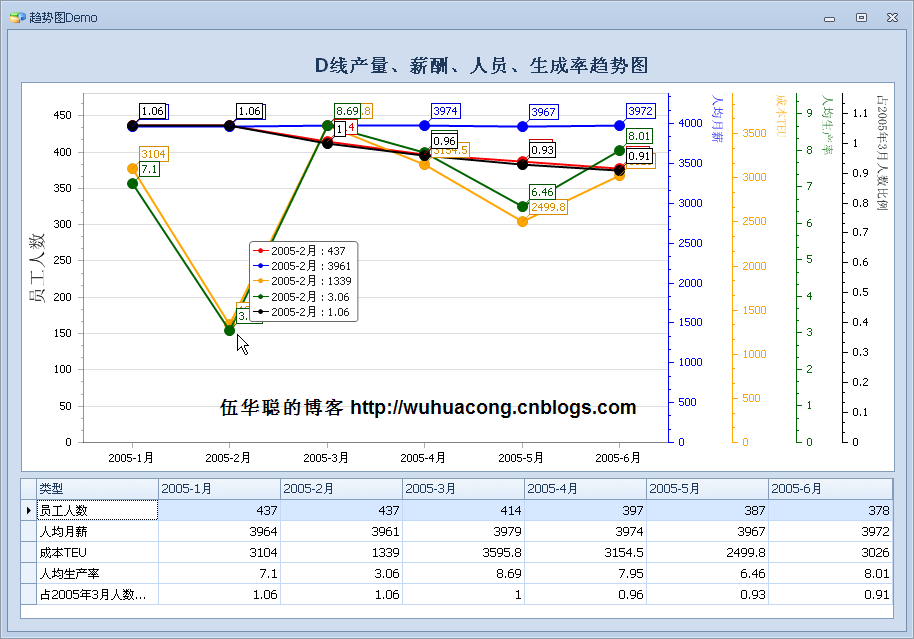 趋势图Demo
D线产量、薪酬、人员、生成率趋势图
员工人数
450
400
350
300
250
200
150
100
50
0
1.06
1.06
8.69
.8
3974
3967
3972
3104
7.1
1
.4
0.96
3154.5
0.93
8.01
0.91
6.46
2499.8
3.
2005-2月 : 437
2005-2月 : 3961
2005-2月 : 1339
2005-2月 : 3.06
2005-2月 : 1.06
伍华聪的博客 http://wuhuacong.cnblogs.com
2005-1月
2005-2月
2005-3月
2005-4月
2005-5月
2005-6月
人均月薪
4000
3500
3000
2500
2000
1500
1000
500
0
成本TEU
3500
3000
2500
2000
1500
1000
500
0
人均生产率
9
8
7
6
5
4
3
2
1
0
占2005年3月人数比例
1.1
1
0.9
0.8
0.7
0.6
0.5
0.4
0.3
0.2
0.1
0
类型 2005-1月 2005-2月 2005-3月 2005-4月 2005-5月 2005-6月
员工人数 437 437 414 397 387 378
人均月薪 3964 3961 3979 3974 3967 3972
成本TEU 3104 1339 3595.8 3154.5 2499.8 3026
人均生产率 7.1 3.06 8.69 7.95 6.46 8.01
占2005年3月人数... 1.06 1.06 1 0.96 0.93 0.91